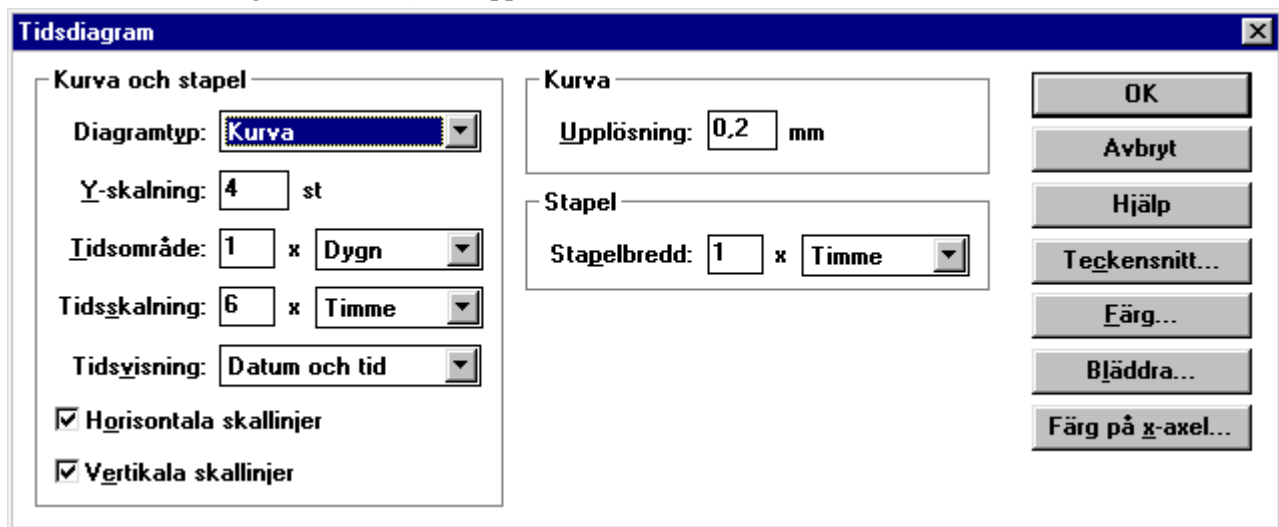 Tidsdiagram
Kurva och stapel
Diagramtyp: Kurva
Y-skalning: 4 st
Tidsområde: 1 x Dygn
Tidsskalning: 6 x Timme
Tidsvisning: Datum och tid
Horisontala skallinjer
Vertikala skallinjer
Kurva
Upplösning: 0,2 mm
Stapel
Stapelbredd: 1 x Timme
OK
Avbryt
Hjälp
Teckensnitt...
Färg...
Bläddra...
Färg på x-axel...